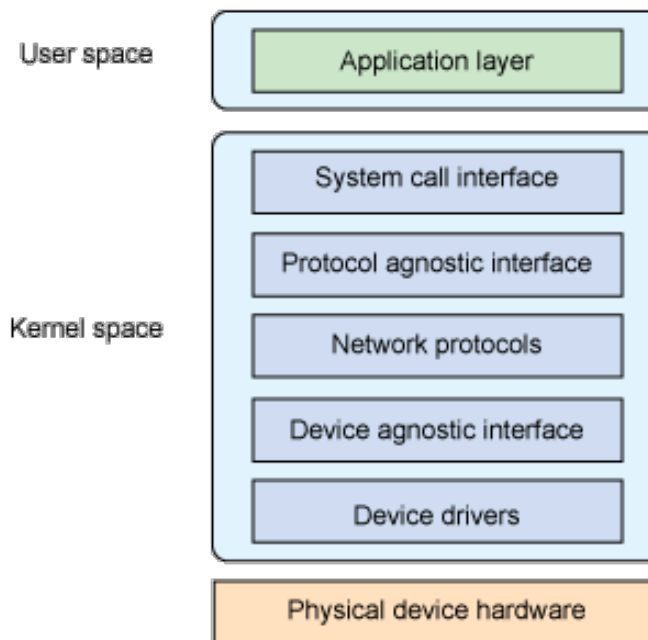 User space
Application layer
System call interface
Protocol agnostic interface
Kernel space
Network protocols
Device agnostic interface
Device drivers
Physical device hardware